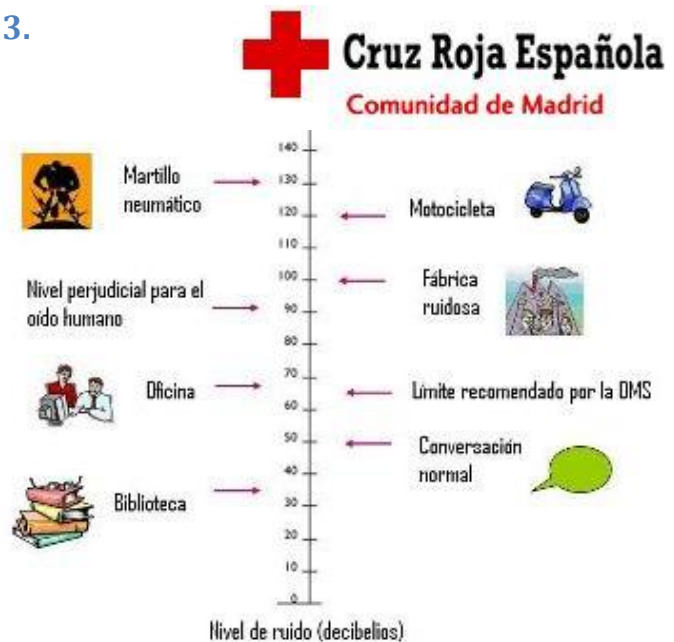 3.
Cruz Roja Española
Comunidad de Madrid
140
Martillo
neumático
130
120
Motocicleta
110
100
Fábrica
ruidosa
Nivel perjudicial para el
oído humano
90
80
70
Oficina
Límite recomendado por la OMS
60
50
Conversación
normal
40
Biblioteca
30
20
10
0
Nivel de ruido (decibelios)